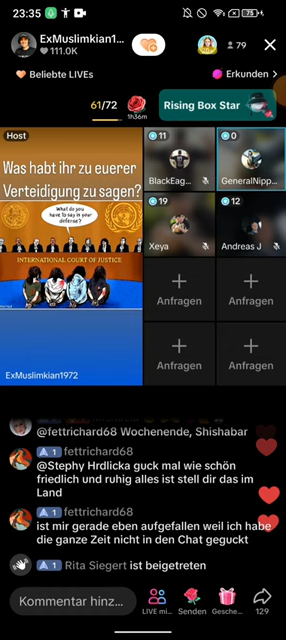 23:35
75
ExMuslimkian1...
111.0K
79
Beliebte LIVEs
Erkunden >
61/72
1h36m
Rising Box Star
Host
Was habt ihr zu euerer
Verteidigung zu sagen?
What do you
have to say in your
defense?
INTERNATIONAL COURT OF JUSTICE
ExMuslimkian1972
11
BlackEag...
0
GeneralNipp...
19
Xeya
12
Andreas J
Anfragen
Anfragen
Anfragen
Anfragen
@fettrichard68 Wochenende, Shishabar
1 fettrichard68
@Stephy Hrdlicka guck mal wie schön
friedlich und ruhig alles ist stell dir das im
Land
1 fettrichard68
ist mir gerade eben aufgefallen weil ich habe
die ganze Zeit nicht in den Chat geguckt
1 Rita Siegert ist beigetreten
Kommentar hinz...
LIVE mi...
Senden
Gesche...
129